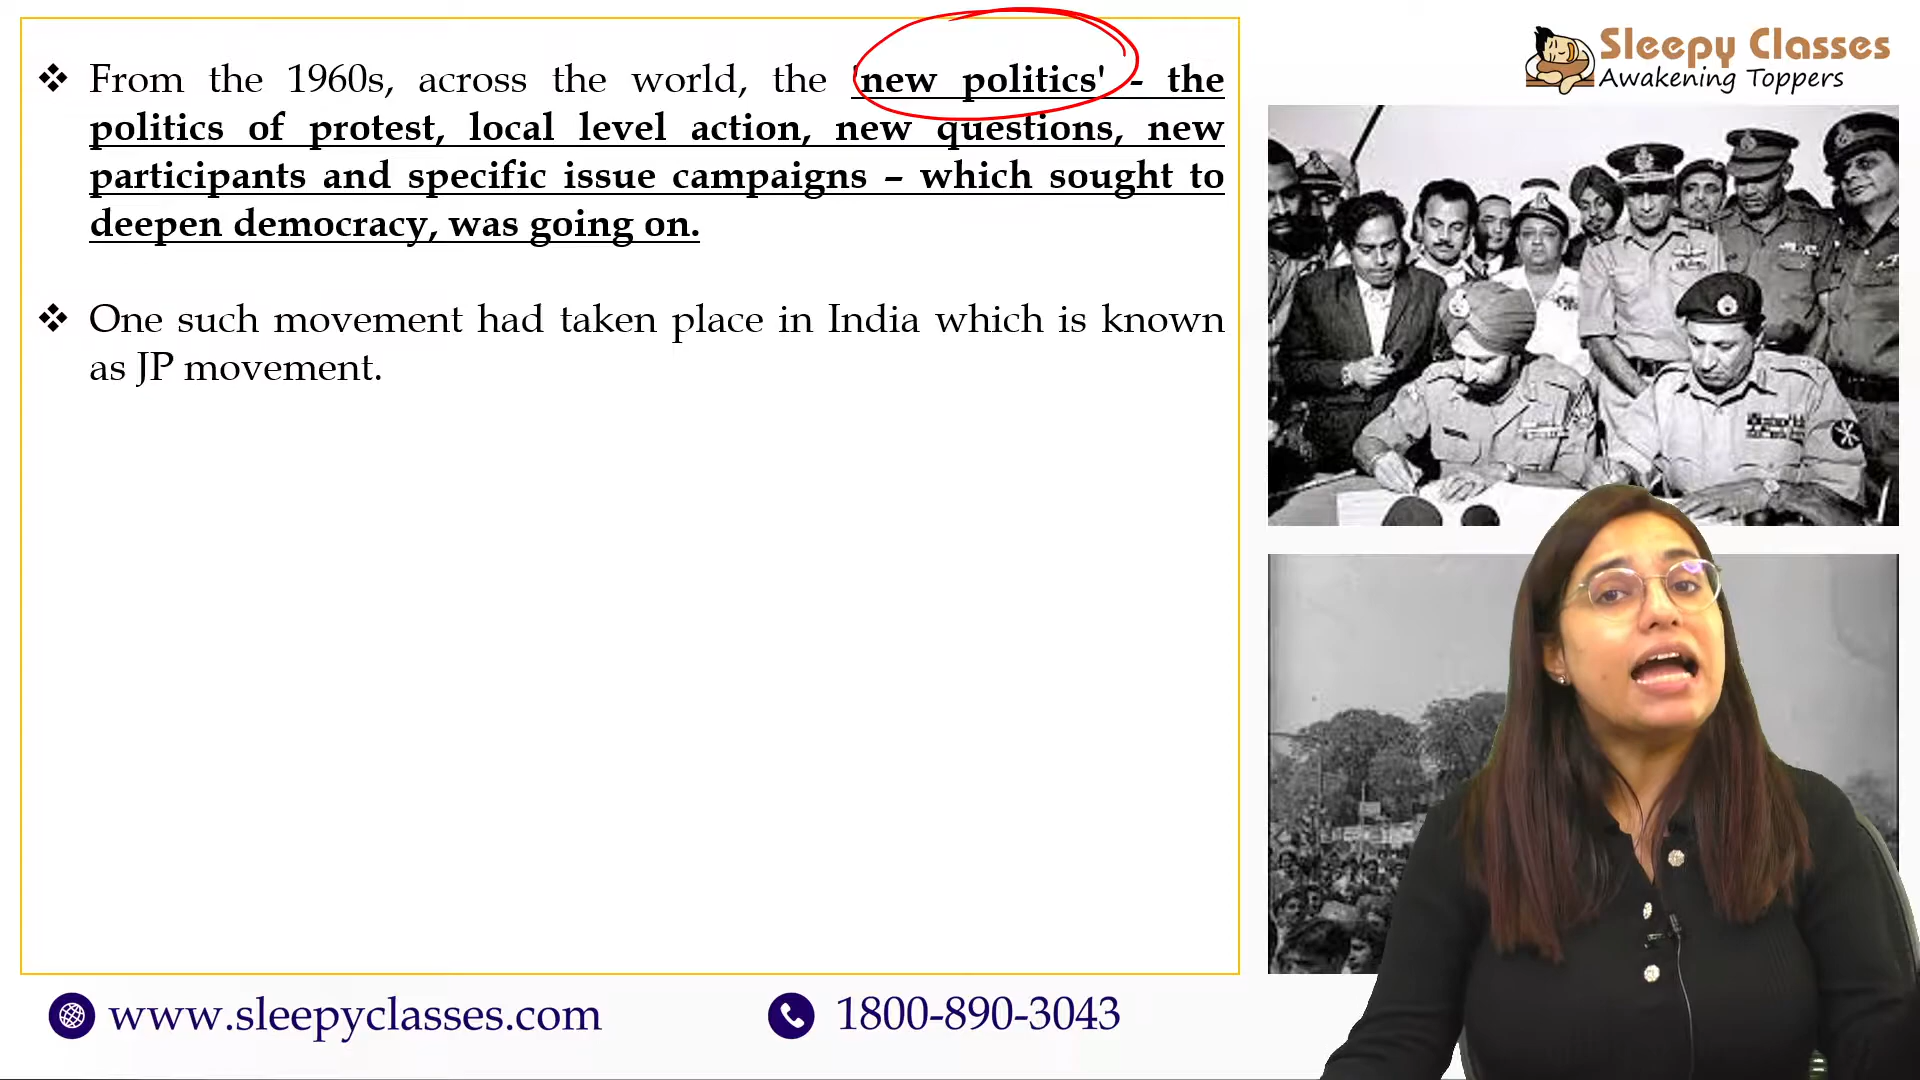 ❖ From the 1960s, across the world, the 'new politics' - the
politics of protest, local level action, new questions, new
participants and specific issue campaigns – which sought to
deepen democracy, was going on.
❖ One such movement had taken place in India which is known
as JP movement.
Sleepy Classes
Awakening Toppers
www.sleepyclasses.com
1800-890-3043